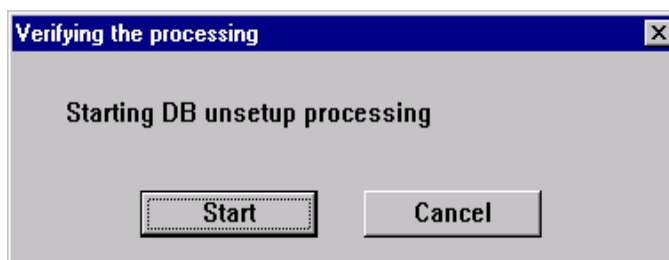 Verifying the processing
Starting DB unsetup processing
Start
Cancel